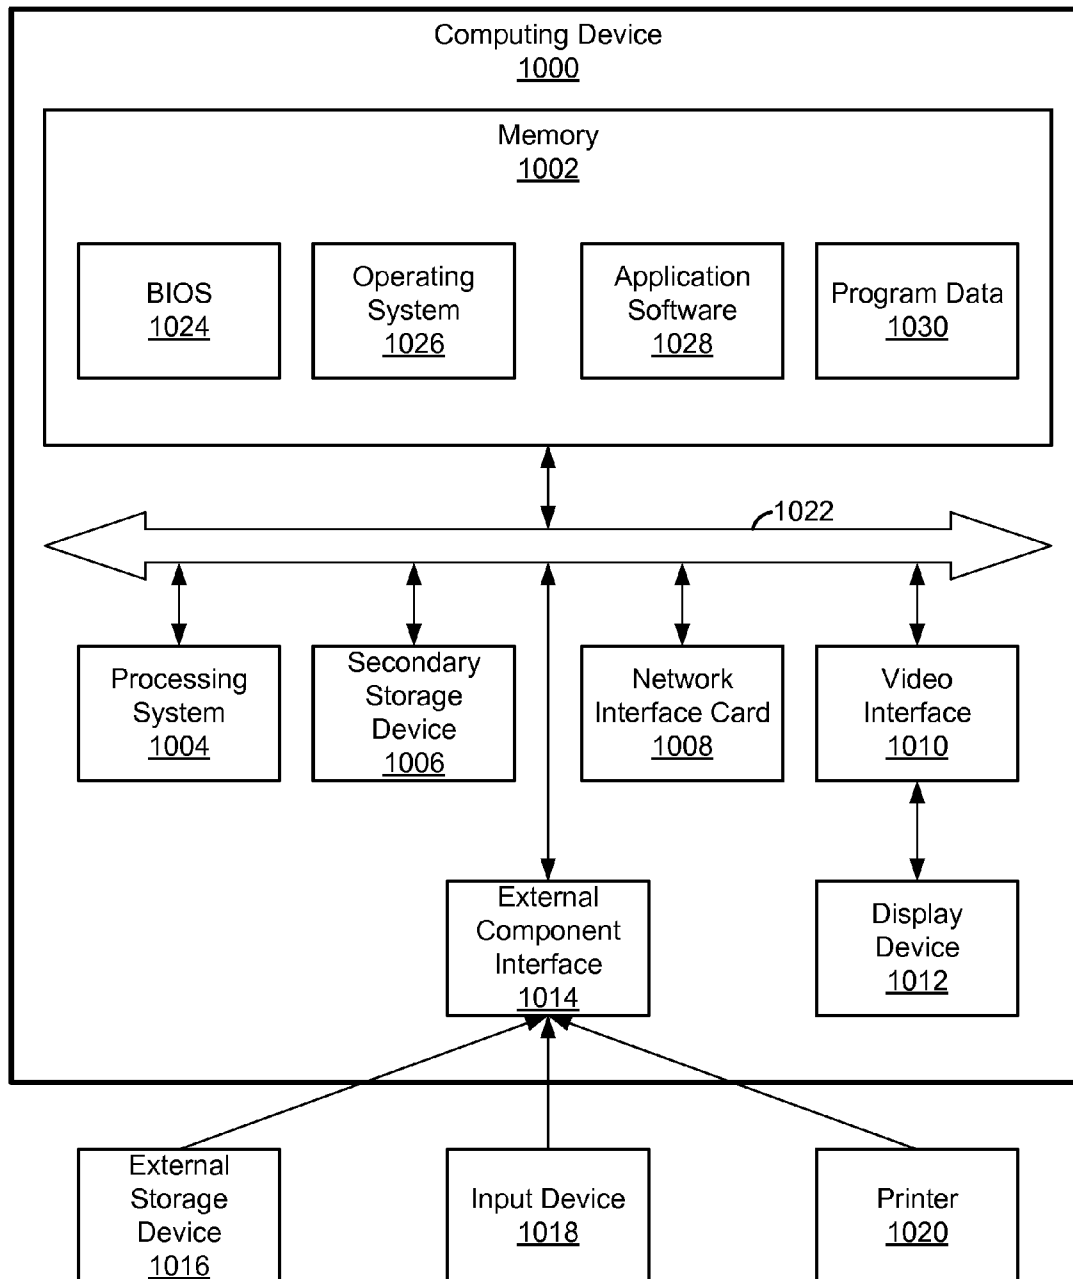 Computing Device
1000
Memory
1002
BIOS
1024
Operating
System
1026
Application
Software
1028
Program Data
1030
1022
Processing
System
1004
Secondary
Storage
Device
1006
Network
Interface Card
1008
Video
Interface
1010
External
Component
Interface
1014
Display
Device
1012
External
Storage
Device
1016
Input Device
1018
Printer
1020